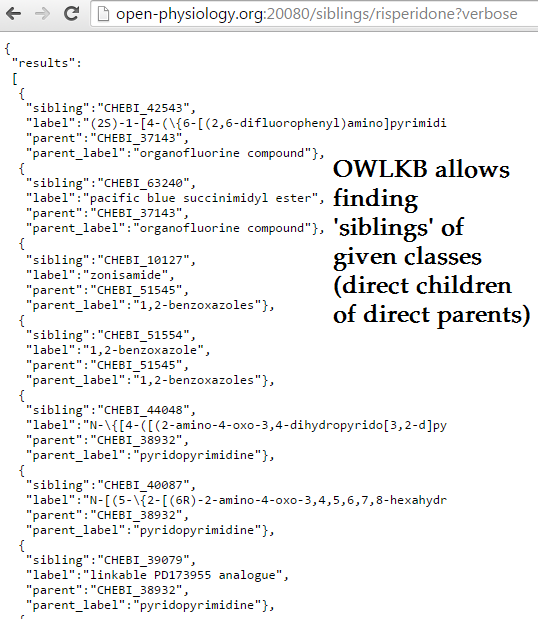 open-physiology.org:20080/siblings/risperidone?verbose
{
"results":
[
{
"sibling":"CHEBI_42543",
"label":"(2S)-1-[4-(\{6-[(2,6-difluorophenyl)amino]pyrimidi
"parent":"CHEBI_37143",
"parent_label":"organofluorine compound"},
{
"sibling":"CHEBI_63240",
"label":"pacific blue succinimidyl ester",
"parent":"CHEBI_37143",
"parent_label":"organofluorine compound"},
{
"sibling":"CHEBI_10127",
"label":"zonisamide",
"parent":"CHEBI_51545",
"parent_label":"1,2-benzoxazoles"},
{
"sibling":"CHEBI_51554",
"label":"1,2-benzoxazole",
"parent":"CHEBI_51545",
"parent_label":"1,2-benzoxazoles"},
{
"sibling":"CHEBI_44048",
"label":"N-\{[4-([(2-amino-4-oxo-3,4-dihydropyrido[3,2-d]py
"parent":"CHEBI_38932",
"parent_label":"pyridopyrimidine"},
{
"sibling":"CHEBI_40087",
"label":"N-[(5-\{2-[(6R)-2-amino-4-oxo-3,4,5,6,7,8-hexahydr
"parent":"CHEBI_38932",
"parent_label":"pyridopyrimidine"},
{
"sibling":"CHEBI_39079",
"label":"linkable PD173955 analogue",
"parent":"CHEBI_38932",
"parent_label":"pyridopyrimidine"},
{
OWLKB allows
finding
'siblings' of
given classes
(direct children
of direct parents)